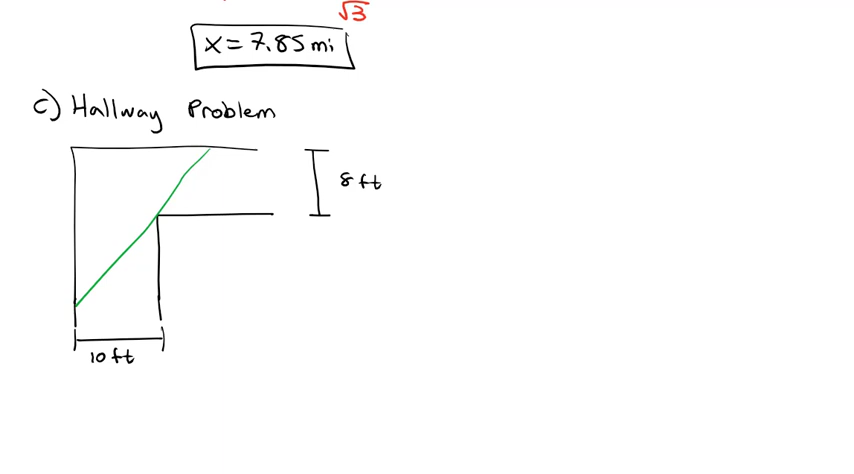 √3
x = 7.85 mi
c) Hallway Problem
8 ft
10 ft